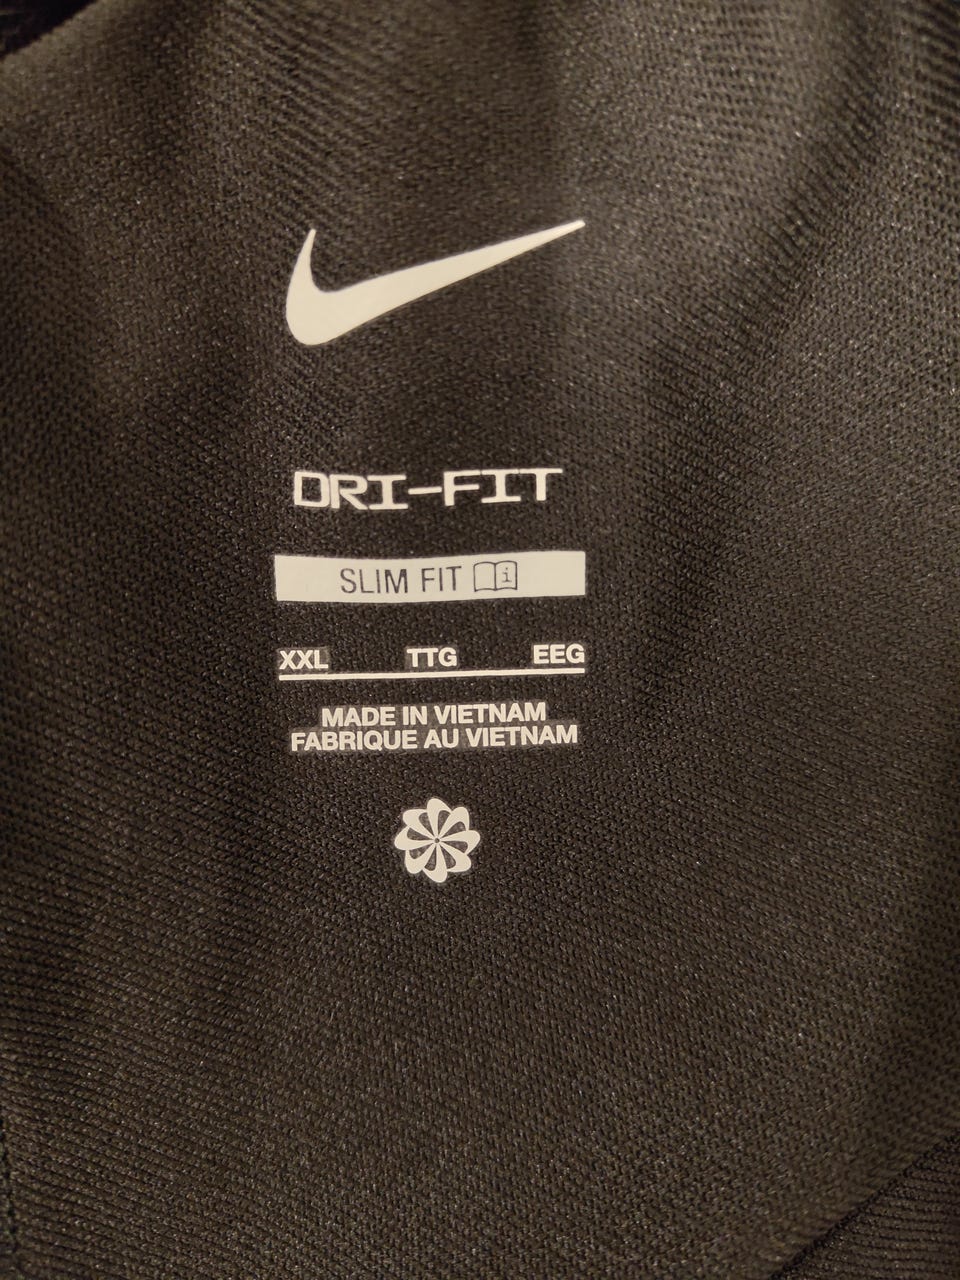 DRI-FIT
SLIM FIT
XXL TTG EEG
MADE IN VIETNAM
FABRIQUE AU VIETNAM